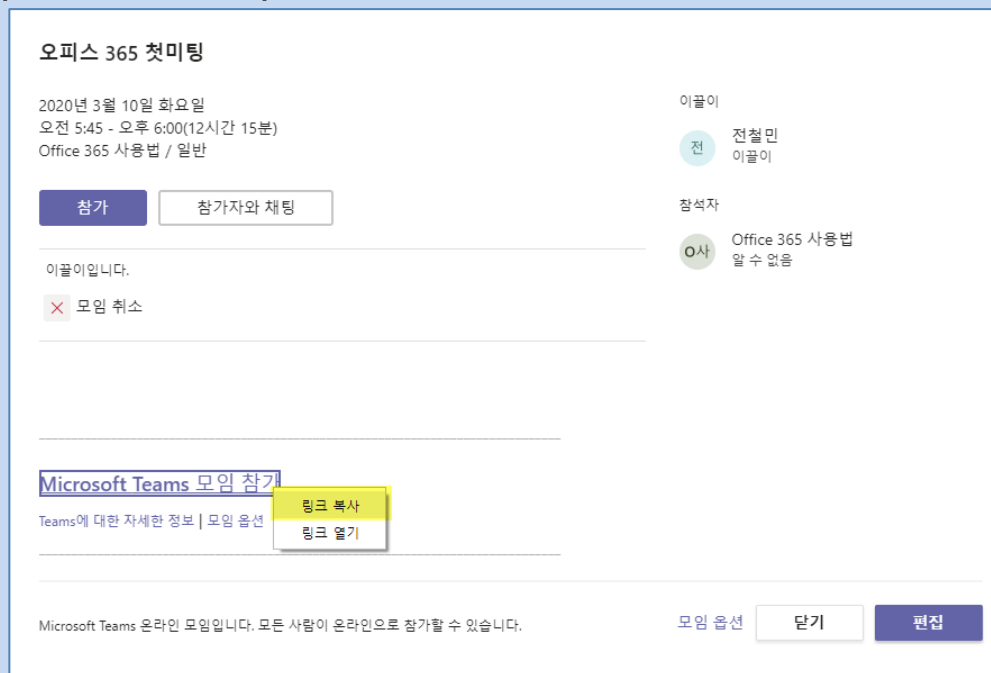 오피스 365 첫미팅
2020년 3월 10일 화요일
오전 5:45 - 오후 6:00(12시간 15분)
Office 365 사용법 / 일반
참가
참가자와 채팅
이끌이입니다.
모임 취소
이끌이
전
전철민
이끌이
참석자
O사
Office 365 사용법
알 수 없음
Microsoft Teams 모임 참가
링크 복사
링크 열기
Teams에 대한 자세한 정보 | 모임 옵션
Microsoft Teams 온라인 모임입니다. 모든 사람이 온라인으로 참가할 수 있습니다.
모임 옵션
닫기
편집